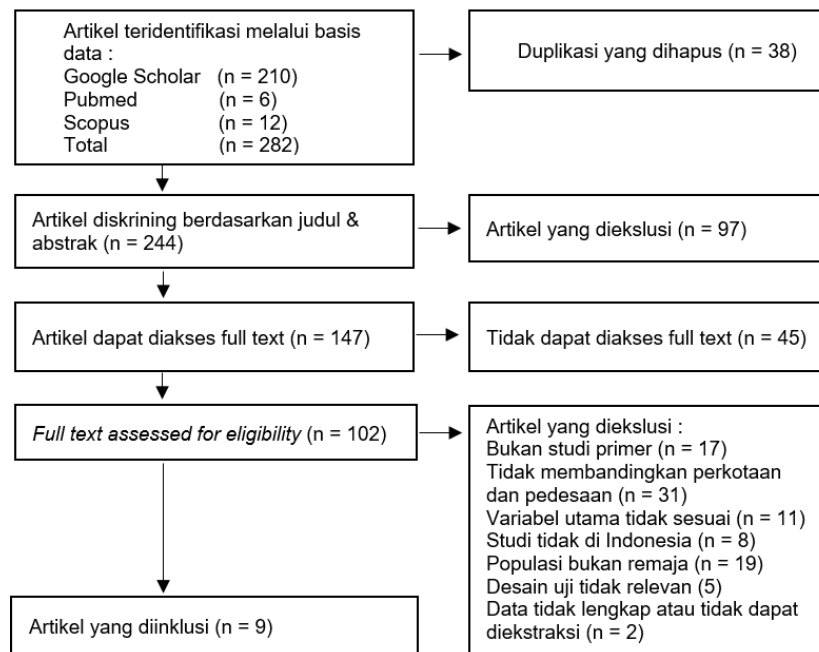 Artikel teridentifikasi melalui basis
data :
Google Scholar (n = 210)
Pubmed (n = 6)
Scopus (n = 12)
Total (n = 282)
Duplikasi yang dihapus (n = 38)
Artikel diskrining berdasarkan judul &
abstrak (n = 244)
Artikel yang diekslusi (n = 97)
Artikel dapat diakses full text (n = 147)
Tidak dapat diakses full text (n = 45)
Full text assessed for eligibility (n = 102)
Artikel yang diekslusi :
Bukan studi primer (n = 17)
Tidak membandingkan perkotaan
dan pedesaan (n = 31)
Variabel utama tidak sesuai (n = 11)
Studi tidak di Indonesia (n = 8)
Populasi bukan remaja (n = 19)
Desain uji tidak relevan (5)
Data tidak lengkap atau tidak dapat
diekstraksi (n = 2)
Artikel yang diinklusi (n = 9)